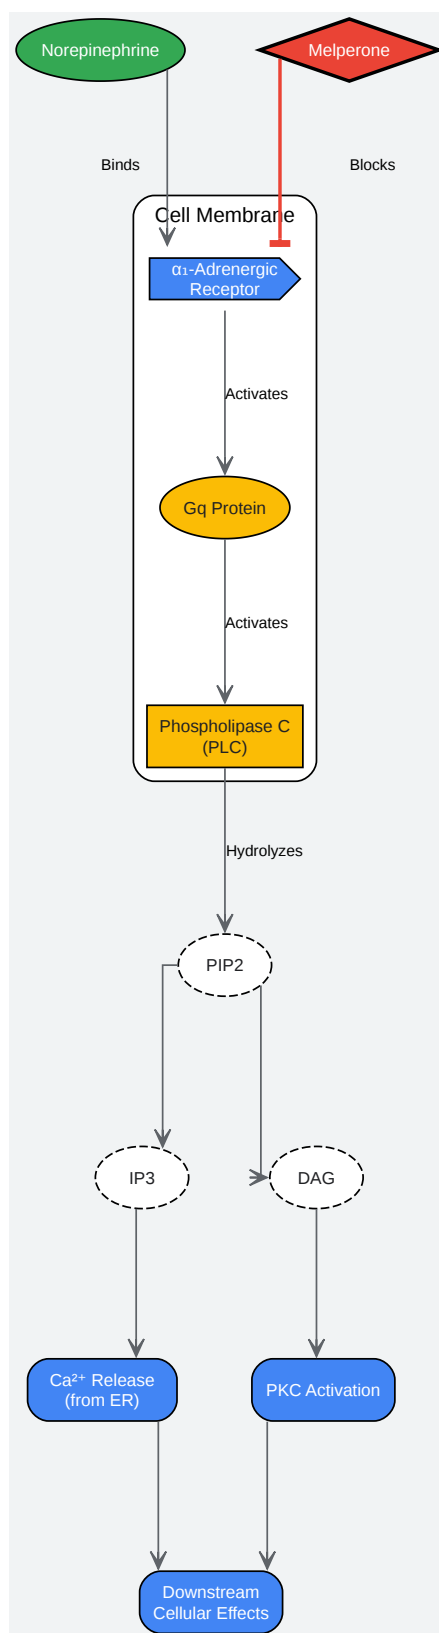 Norepinephrine
Melperone
Binds
Blocks
Cell Membrane
α₁-Adrenergic
Receptor
Activates
Gq Protein
Activates
Phospholipase C
(PLC)
Hydrolyzes
PIP2
IP3
DAG
Ca²⁺ Release
(from ER)
PKC Activation
Downstream
Cellular Effects